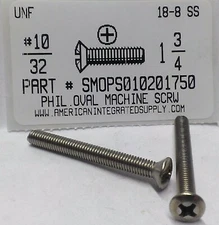 UNF 18-8 SS
#10
32
1 3/4
PART # SMOPS010201750
PHIL.OVAL MACHINE SCRW
WWW.AMERICANINTEGRATEDSUPPLY.COM